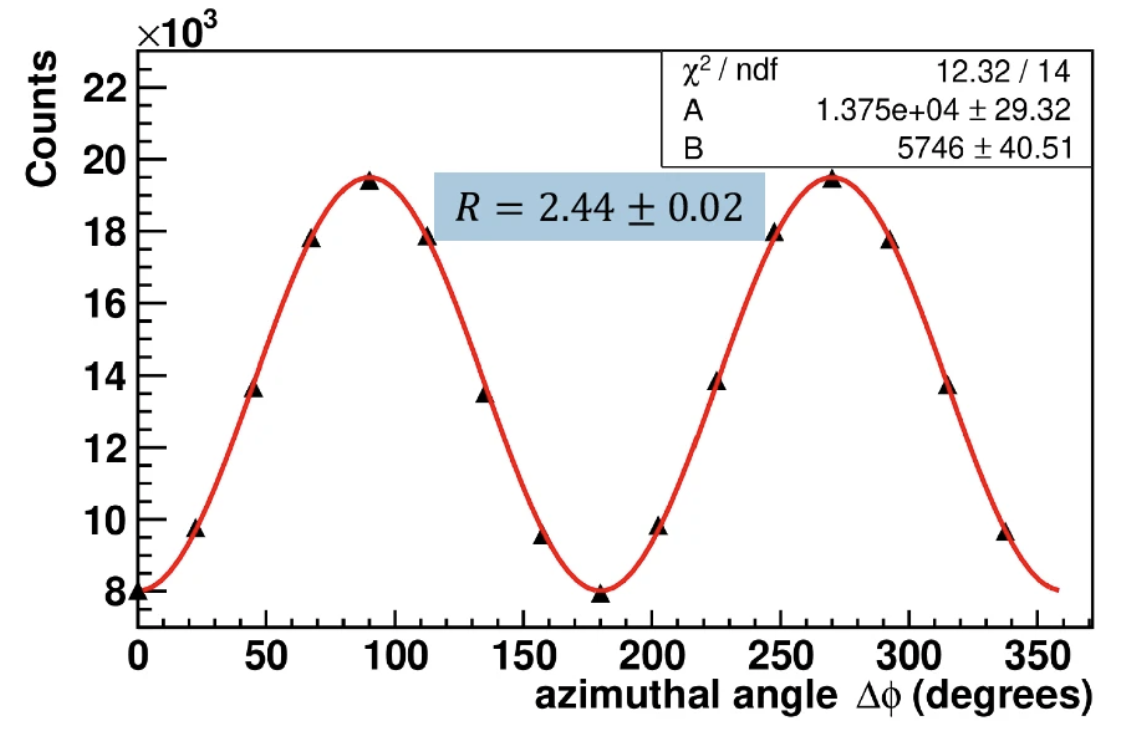 ×10³
Counts
22
20
18
16
14
12
10
8
χ² / ndf 12.32 / 14
A 1.375e+04 ± 29.32
B 5746 ± 40.51
R = 2.44 ± 0.02
0 50 100 150 200 250 300 350
azimuthal angle Δϕ (degrees)